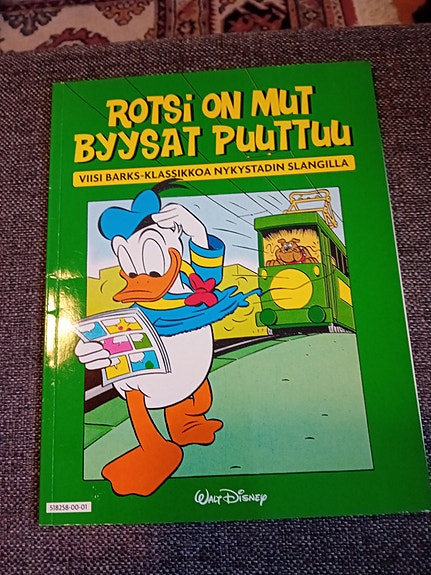 ROTSi ON MUT
BYYSAT PUUTTUU
VIISI BARKS-KLASSIKKOA NYKYSTADIN SLANGILLA
WALT DISNEY
518258-00-01